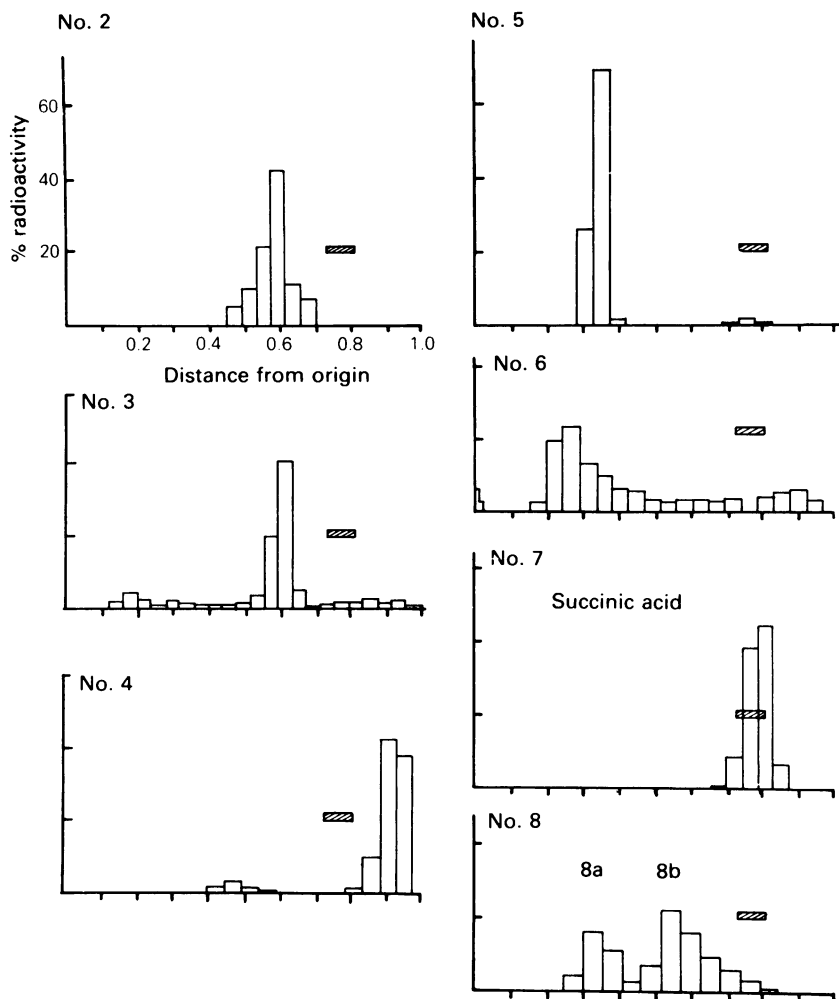 No. 2
% radioactivity
60
40
20
0.2 0.4 0.6 0.8 1.0
Distance from origin
No. 3
No. 4
No. 5
No. 6
No. 7
Succinic acid
No. 8
8a 8b